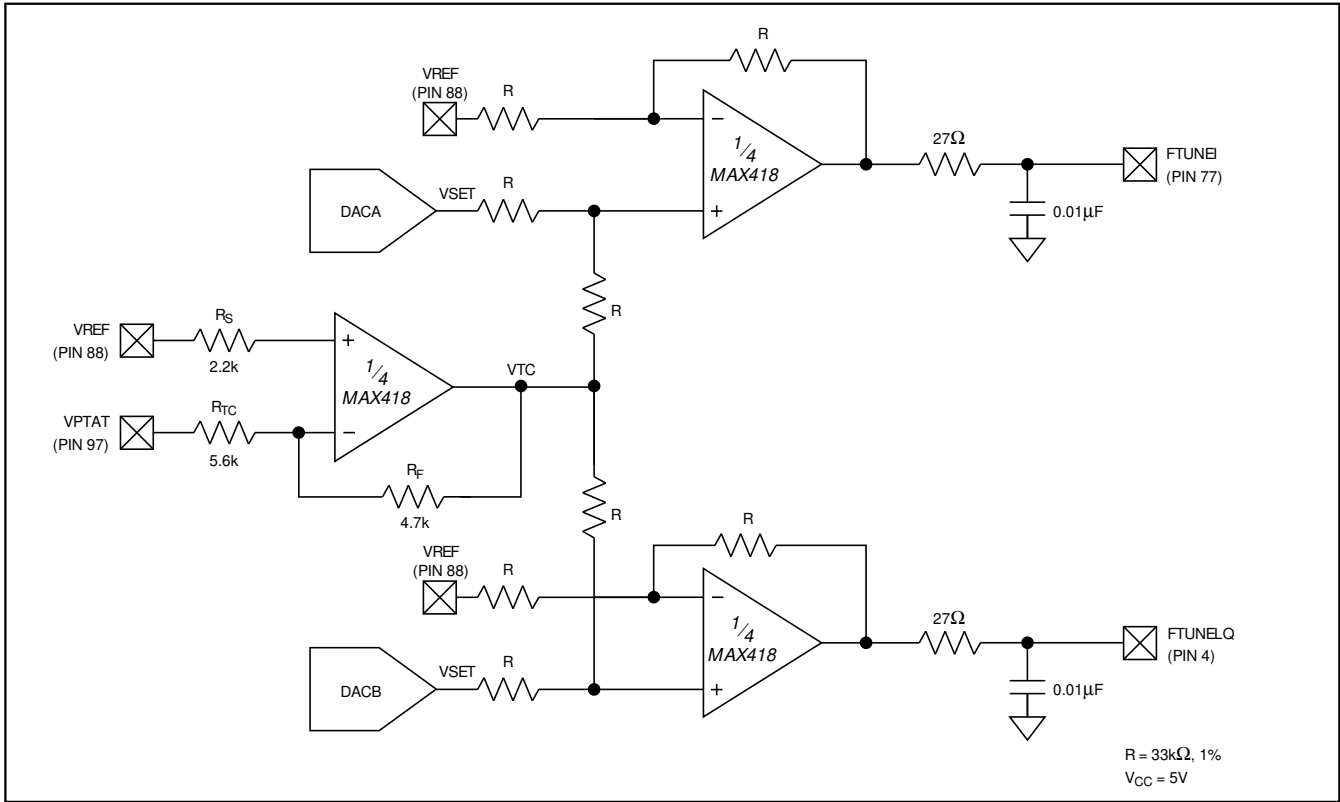 R
VREF
(PIN 88)
R
1/4
MAX418
27Ω
FTUNEI
(PIN 77)
0.01µF
DACA
VSET
R
R
VREF
(PIN 88)
RS
2.2k
1/4
MAX418
VTC
VPTAT
(PIN 97)
RTC
5.6k
RF
4.7k
R
R
VREF
(PIN 88)
R
1/4
MAX418
27Ω
FTUNELQ
(PIN 4)
0.01µF
DACB
VSET
R
R = 33kΩ, 1%
VCC = 5V